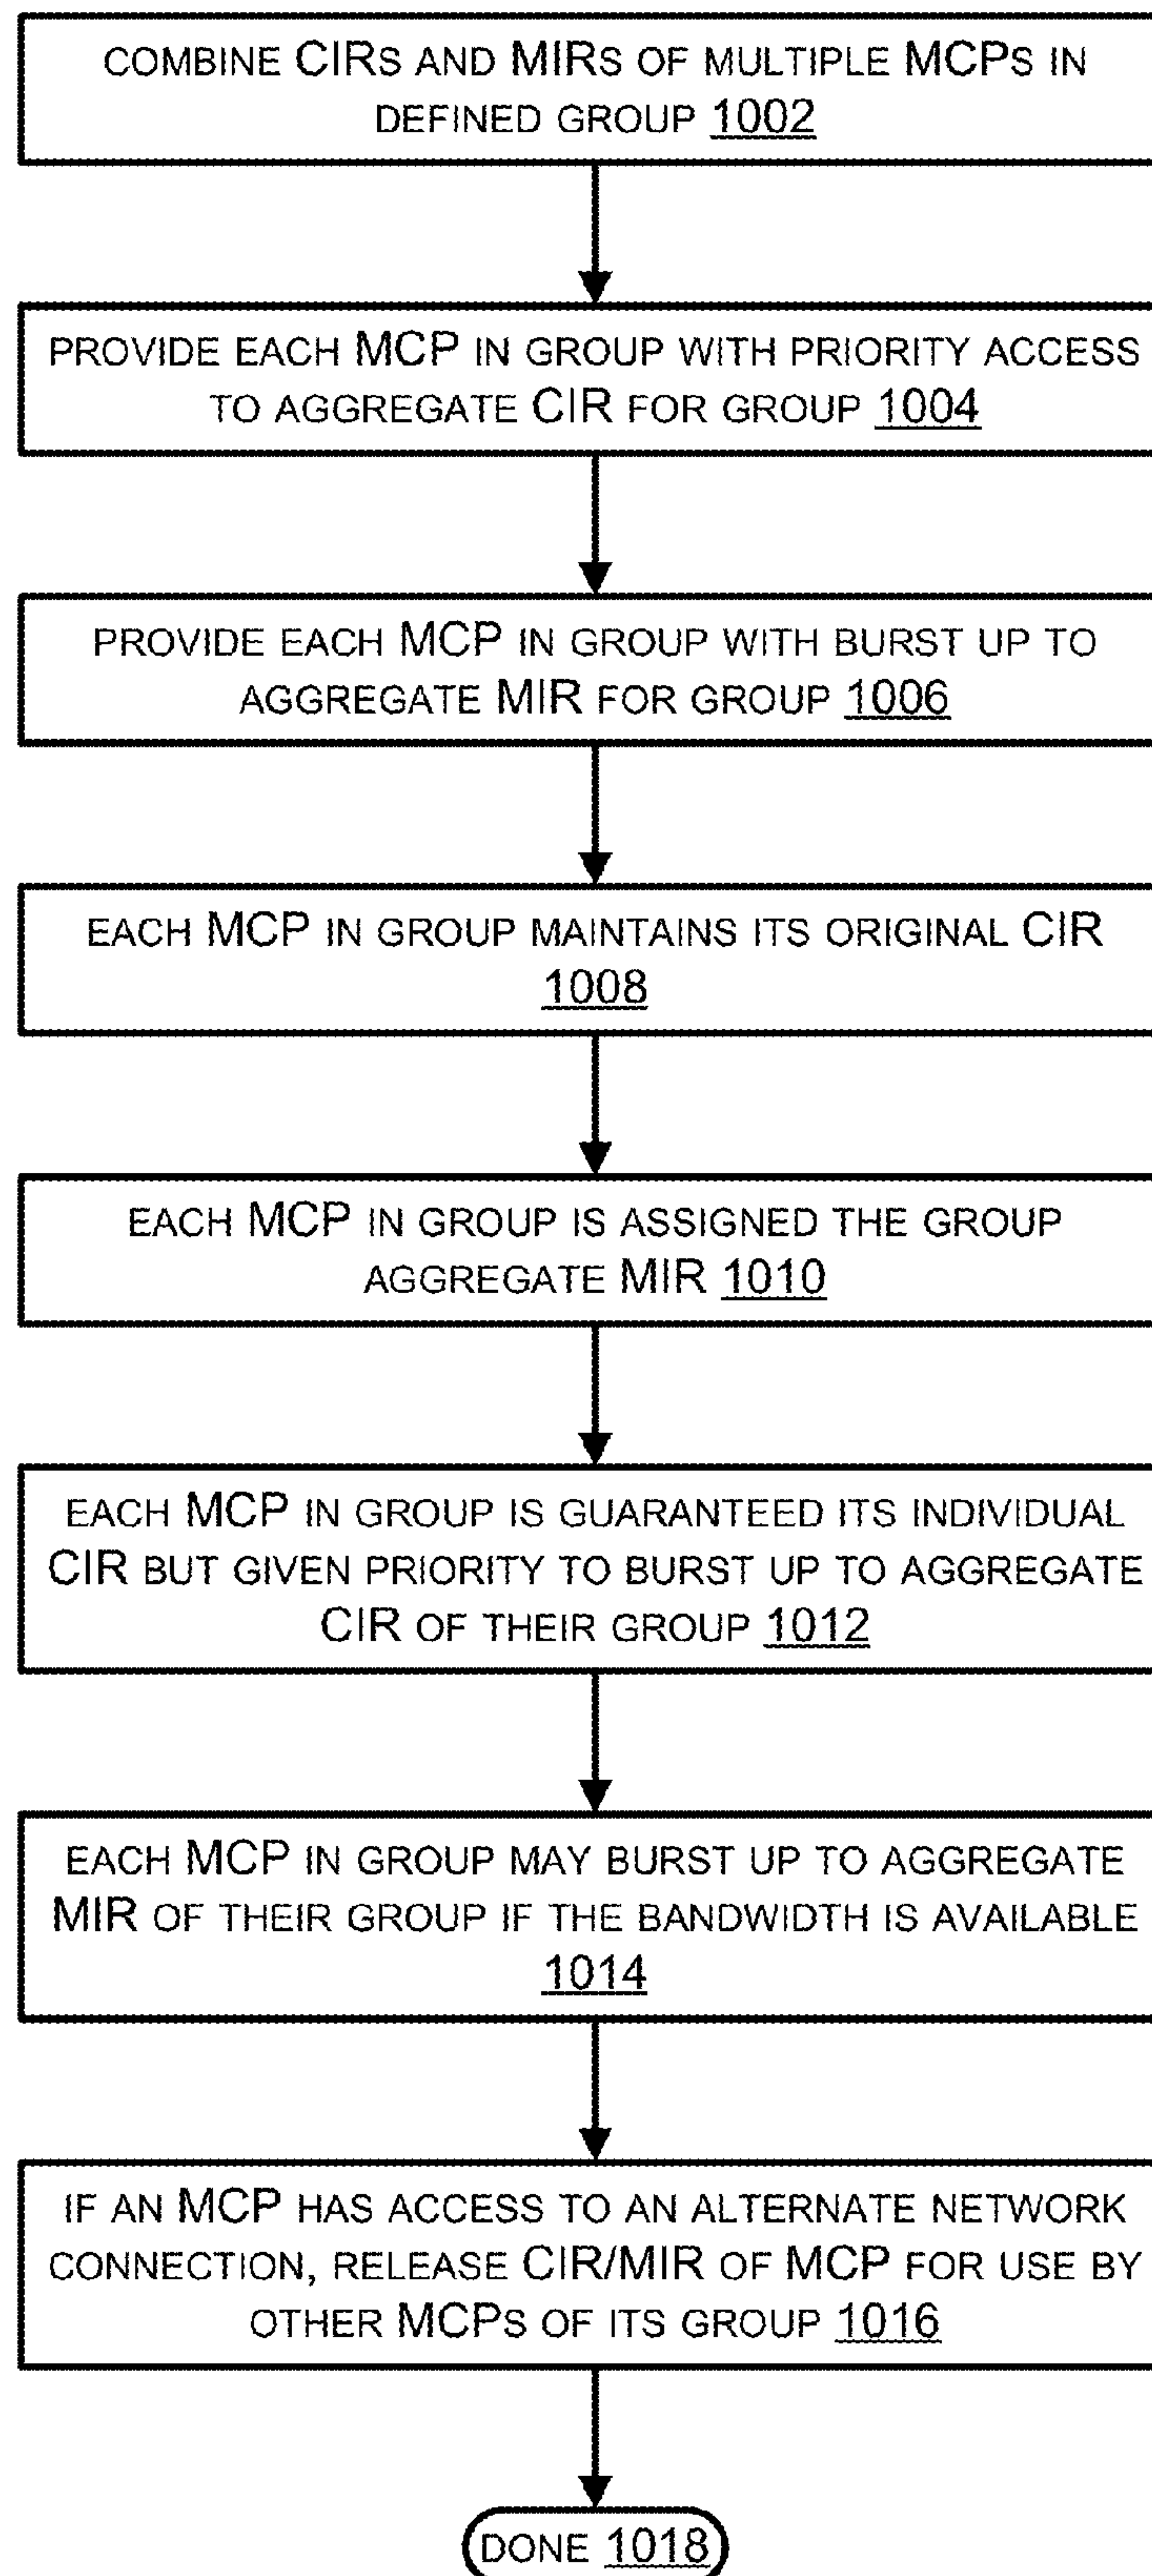 COMBINE CIRS AND MIRS OF MULTIPLE MCPS IN
DEFINED GROUP 1002
PROVIDE EACH MCP IN GROUP WITH PRIORITY ACCESS
TO AGGREGATE CIR FOR GROUP 1004
PROVIDE EACH MCP IN GROUP WITH BURST UP TO
AGGREGATE MIR FOR GROUP 1006
EACH MCP IN GROUP MAINTAINS ITS ORIGINAL CIR
1008
EACH MCP IN GROUP IS ASSIGNED THE GROUP
AGGREGATE MIR 1010
EACH MCP IN GROUP IS GUARANTEED ITS INDIVIDUAL
CIR BUT GIVEN PRIORITY TO BURST UP TO AGGREGATE
CIR OF THEIR GROUP 1012
EACH MCP IN GROUP MAY BURST UP TO AGGREGATE
MIR OF THEIR GROUP IF THE BANDWIDTH IS AVAILABLE
1014
IF AN MCP HAS ACCESS TO AN ALTERNATE NETWORK
CONNECTION, RELEASE CIR/MIR OF MCP FOR USE BY
OTHER MCPS OF ITS GROUP 1016
DONE 1018